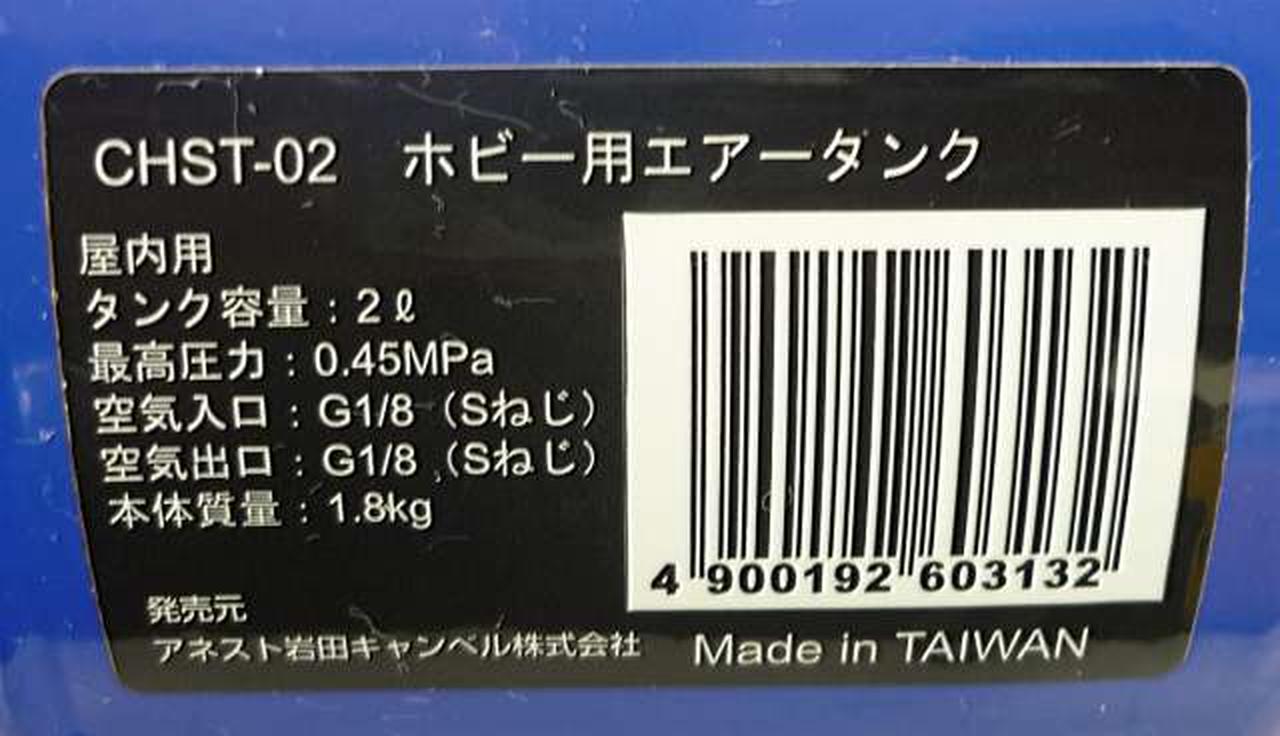 CHST-02 ホビー用エアータンク
屋内用
タンク容量：2ℓ
最高圧力：0.45MPa
空気入口：G1/8（Sねじ）
空気出口：G1/8（Sねじ）
本体質量：1.8kg
4 900192 603132
発売元
アネスト岩田キャンベル株式会社
Made in TAIWAN